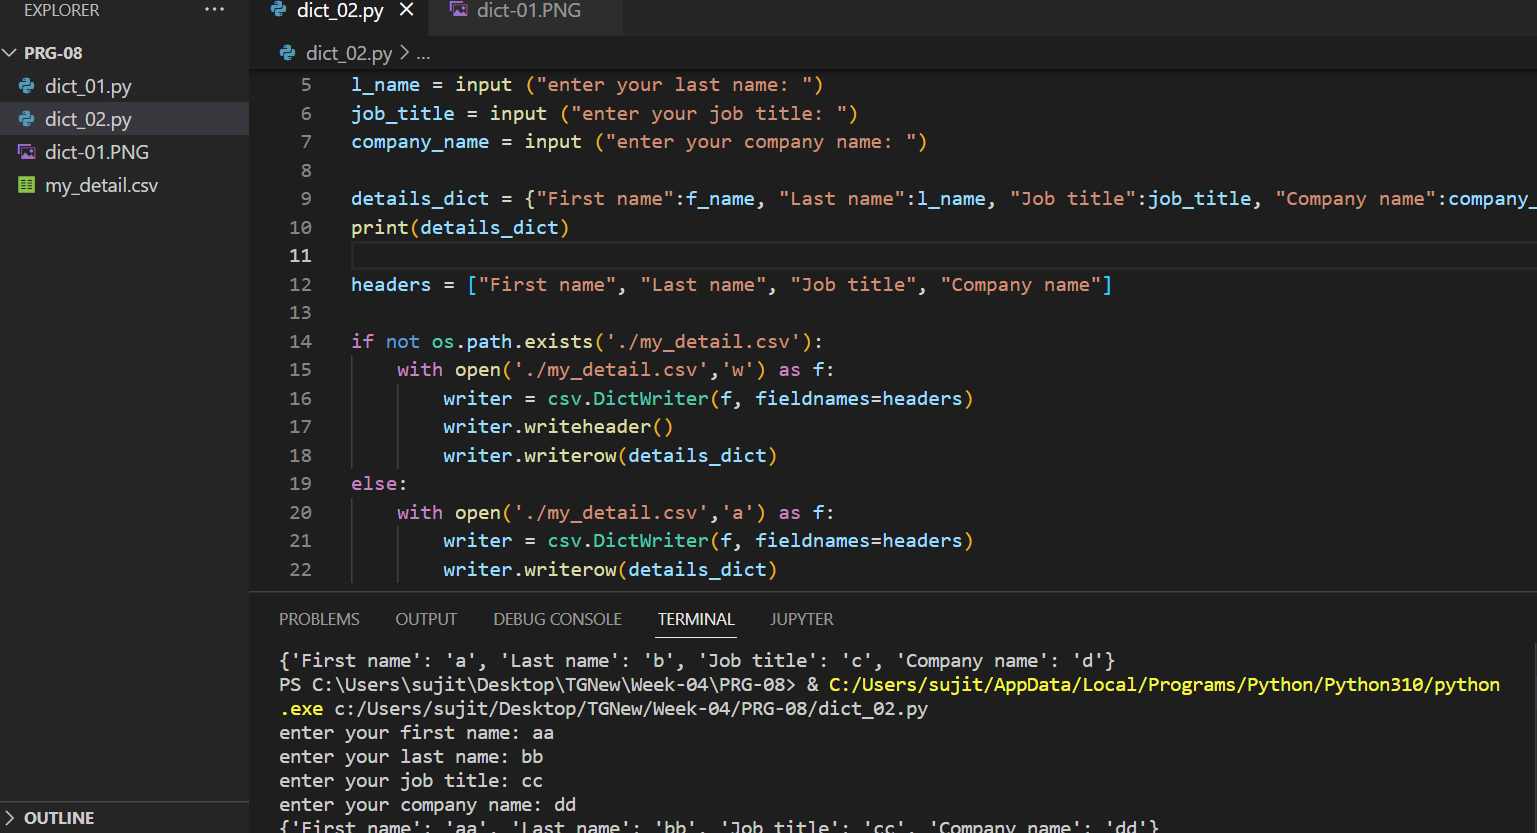 EXPLORER ···
PRG-08
dict_01.py
dict_02.py
dict-01.PNG
my_detail.csv
OUTLINE
dict_02.py × dict-01.PNG
dict_02.py > ...
5 l_name = input ("enter your last name: ")
6 job_title = input ("enter your job title: ")
7 company_name = input ("enter your company name: ")
8
9 details_dict = {"First name":f_name, "Last name":l_name, "Job title":job_title, "Company name":company_
10 print(details_dict)
11
12 headers = ["First name", "Last name", "Job title", "Company name"]
13
14 if not os.path.exists('./my_detail.csv'):
15 with open('./my_detail.csv','w') as f:
16 writer = csv.DictWriter(f, fieldnames=headers)
17 writer.writeheader()
18 writer.writerow(details_dict)
19 else:
20 with open('./my_detail.csv','a') as f:
21 writer = csv.DictWriter(f, fieldnames=headers)
22 writer.writerow(details_dict)
PROBLEMS OUTPUT DEBUG CONSOLE TERMINAL JUPYTER
{'First name': 'a', 'Last name': 'b', 'Job title': 'c', 'Company name': 'd'}
PS C:\Users\sujit\Desktop\TGNew\Week-04\PRG-08> & C:/Users/sujit/AppData/Local/Programs/Python/Python310/python
.exe c:/Users/sujit/Desktop/TGNew/Week-04/PRG-08/dict_02.py
enter your first name: aa
enter your last name: bb
enter your job title: cc
enter your company name: dd
{'First name': 'aa', 'Last name': 'bb', 'Job title': 'cc', 'Company name': 'dd'}